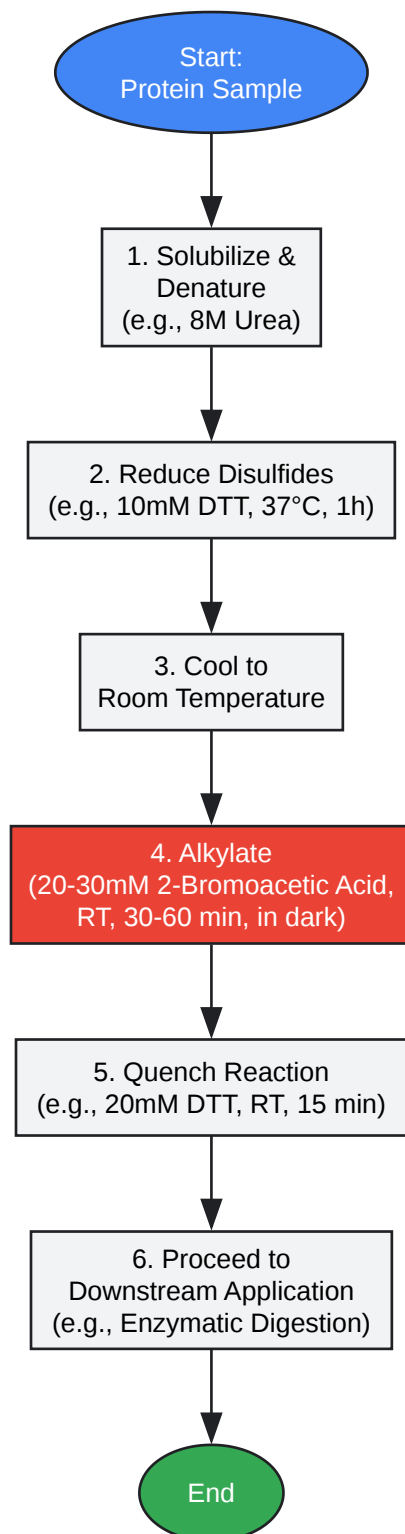 Start:
Protein Sample
1. Solubilize &
Denature
(e.g., 8M Urea)
2. Reduce Disulfides
(e.g., 10mM DTT, 37°C, 1h)
3. Cool to
Room Temperature
4. Alkylate
(20-30mM 2-Bromoacetic Acid,
RT, 30-60 min, in dark)
5. Quench Reaction
(e.g., 20mM DTT, RT, 15 min)
6. Proceed to
Downstream Application
(e.g., Enzymatic Digestion)
End